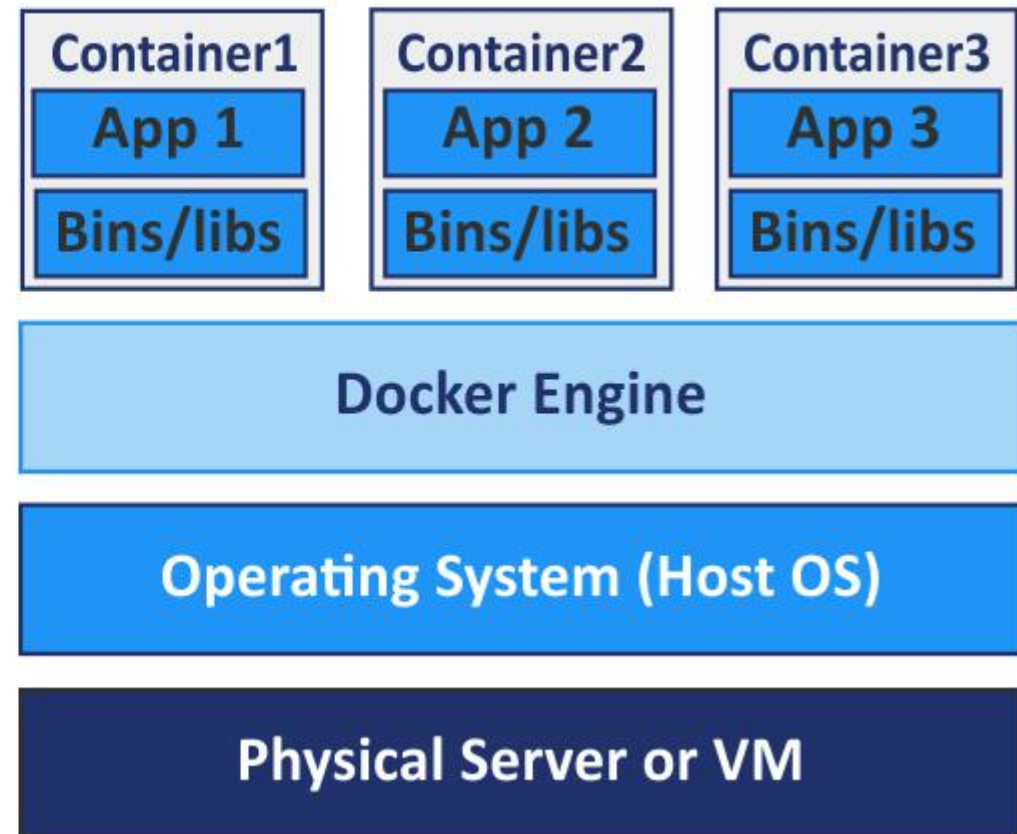 Container1
App 1
Bins/libs
Container2
App 2
Bins/libs
Container3
App 3
Bins/libs
Docker Engine
Operating System (Host OS)
Physical Server or VM